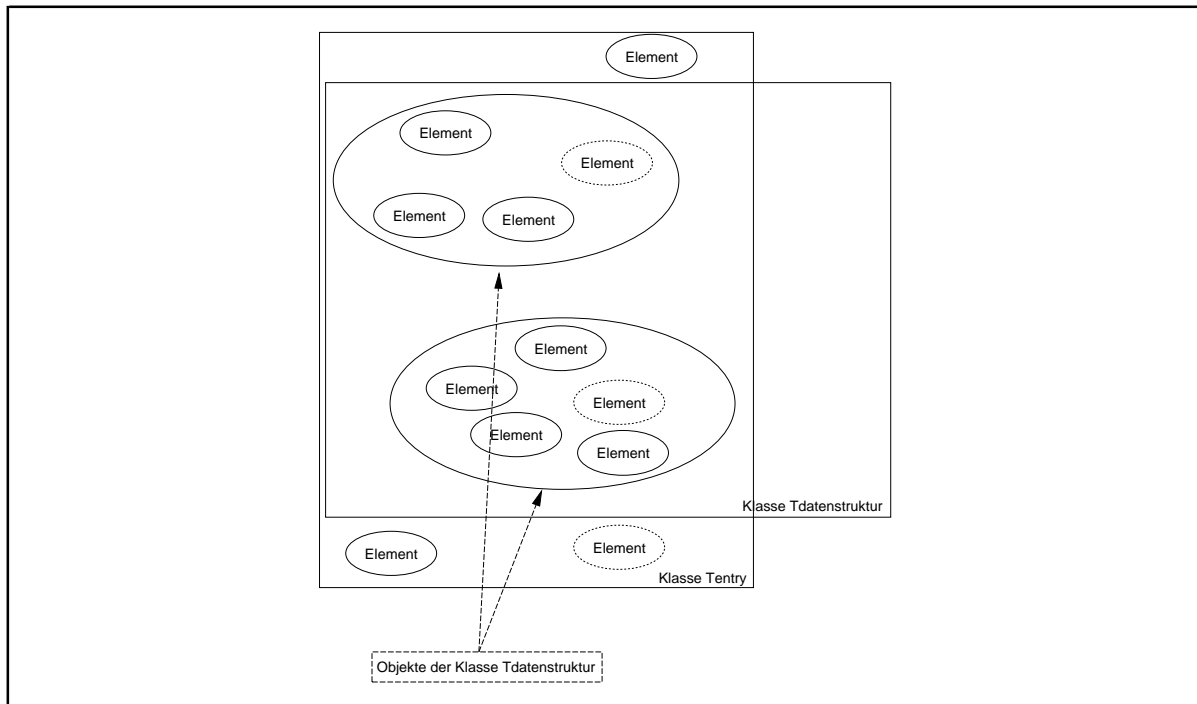 Element
Element
Element
Element
Element
Element
Element
Element
Element
Element
Klasse Tdatenstruktur
Element
Element
Klasse Tentry
Objekte der Klasse Tdatenstruktur